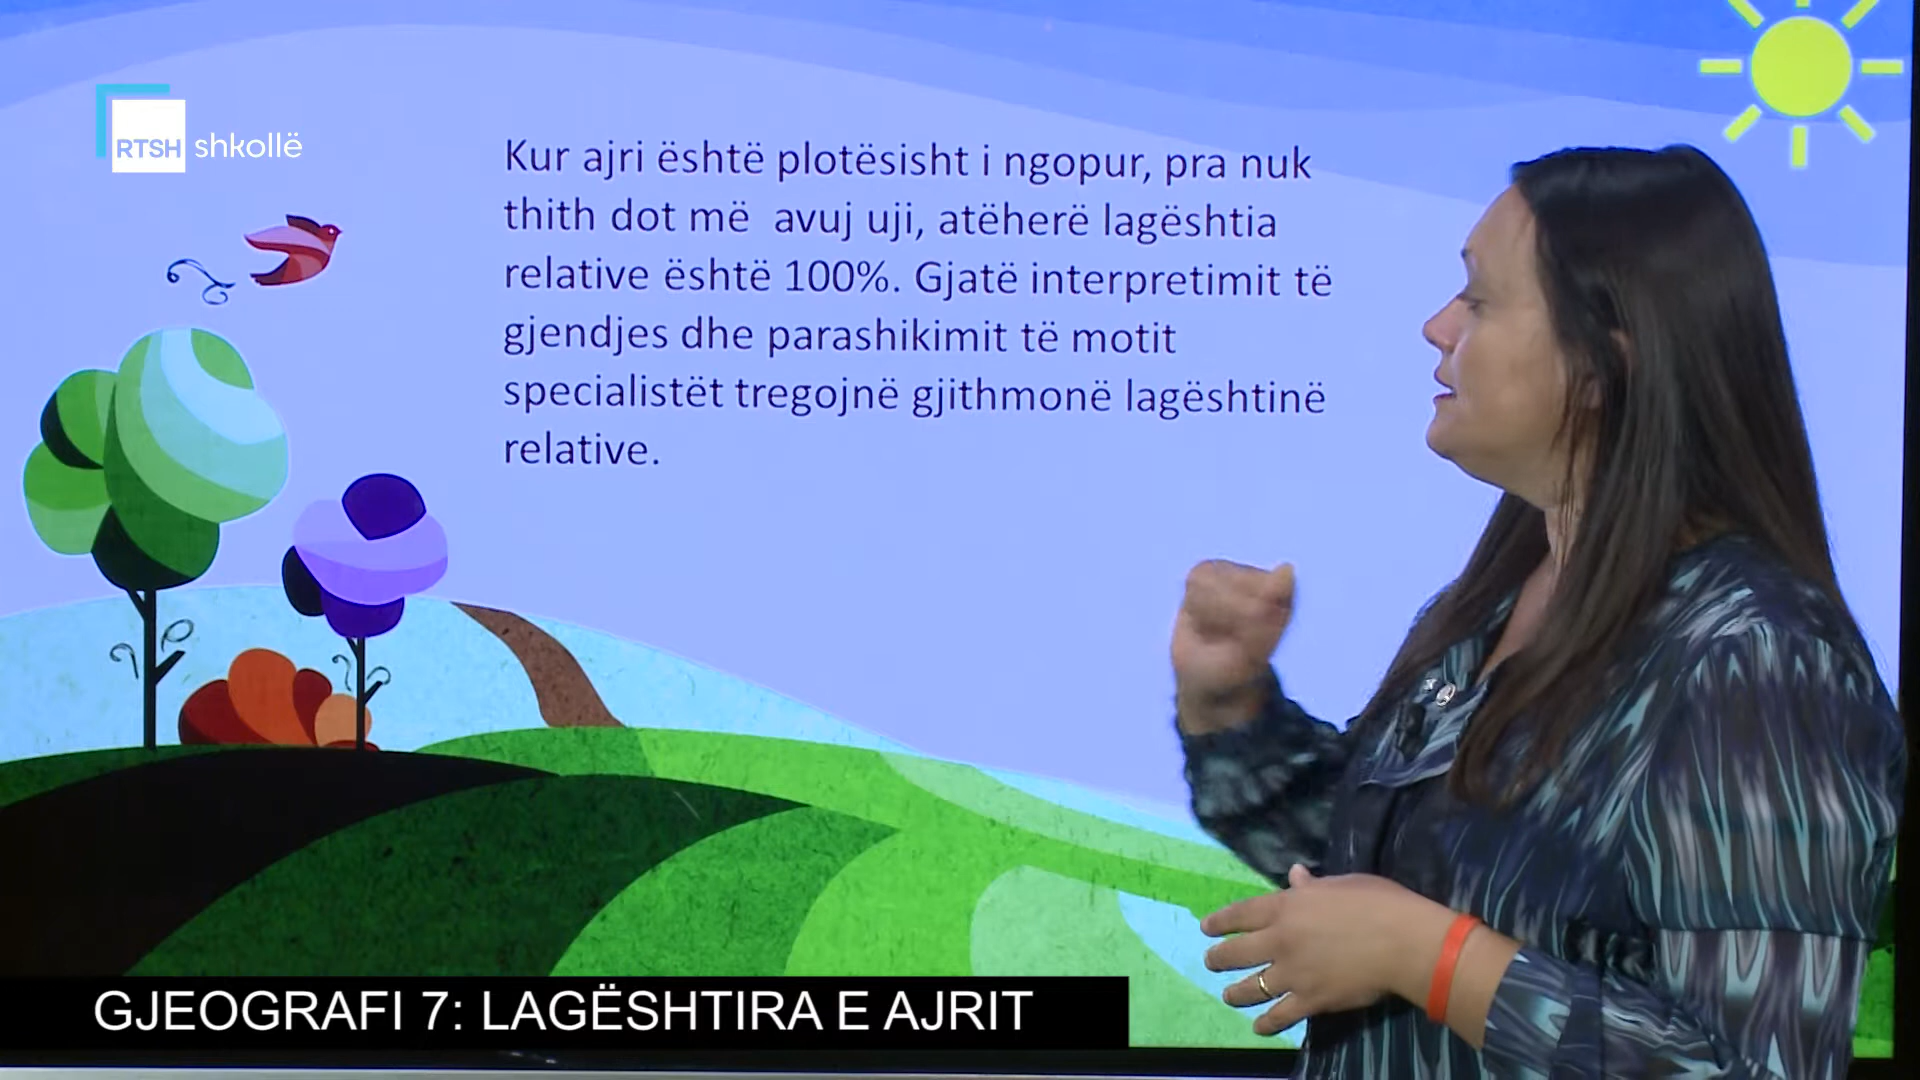 RTSH shkollë
Kur ajri është plotësisht i ngopur, pra nuk
thith dot më avuj uji, atëherë lagështia
relative është 100%. Gjatë interpretimit të
gjendjes dhe parashikimit të motit
specialistët tregojnë gjithmonë lagështinë
relative.
GJEOGRAFI 7: LAGËSHTIRA E AJRIT